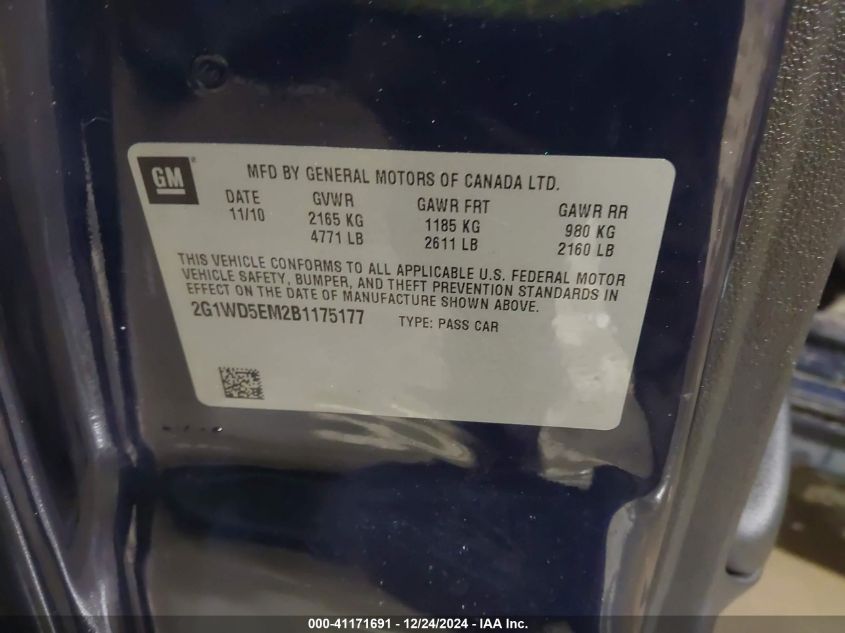 GM ® MFD BY GENERAL MOTORS OF CANADA LTD.
DATE GVWR GAWR FRT GAWR RR
11/10 2165 KG 1185 KG 980 KG
4771 LB 2611 LB 2160 LB
THIS VEHICLE CONFORMS TO ALL APPLICABLE U.S. FEDERAL MOTOR
VEHICLE SAFETY, BUMPER, AND THEFT PREVENTION STANDARDS IN
EFFECT ON THE DATE OF MANUFACTURE SHOWN ABOVE.
2G1WD5EM2B1175177 TYPE: PASS CAR
000-41171691 - 12/24/2024 - IAA Inc.